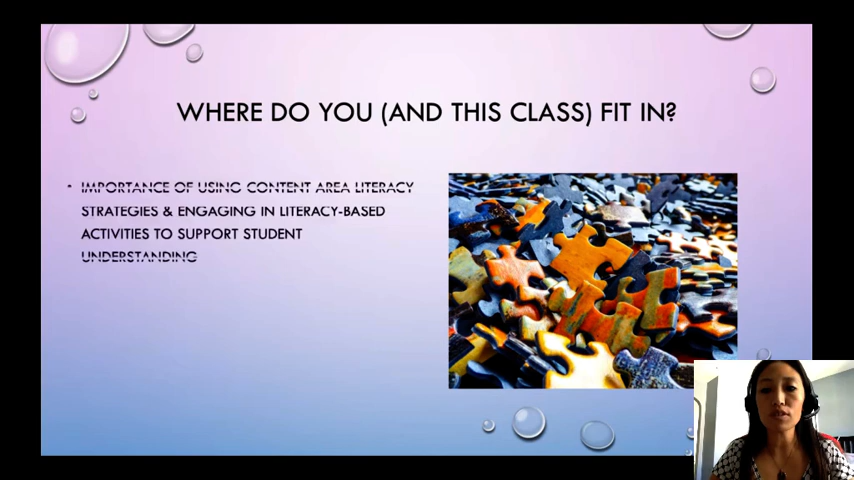 WHERE DO YOU (AND THIS CLASS) FIT IN?
• IMPORTANCE OF USING CONTENT AREA LITERACY
STRATEGIES & ENGAGING IN LITERACY-BASED
ACTIVITIES TO SUPPORT STUDENT
UNDERSTANDING